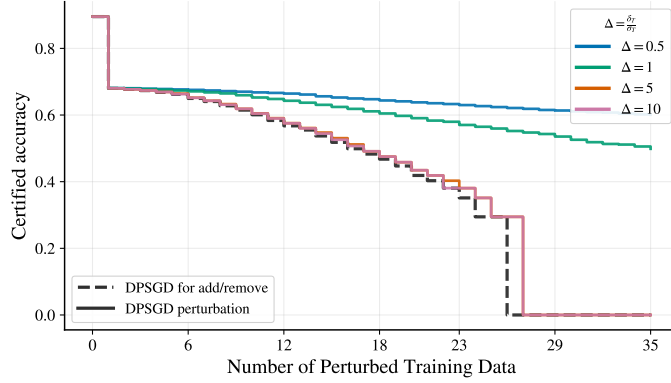 Δ = δ_T/σ_T
Δ = 0.5
Δ = 1
Δ = 5
Δ = 10
Certified accuracy
0.8
0.6
0.4
0.2
0.0
DPSGD for add/remove
DPSGD perturbation
0 6 12 18 23 29 35
Number of Perturbed Training Data